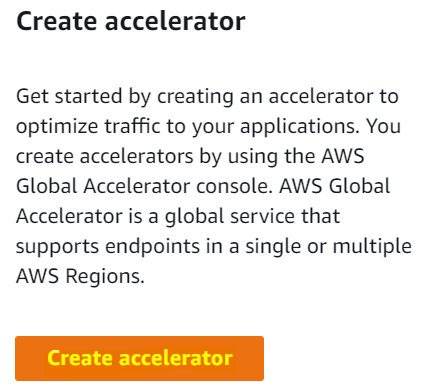 Create accelerator
Get started by creating an accelerator to
optimize traffic to your applications. You
create accelerators by using the AWS
Global Accelerator console. AWS Global
Accelerator is a global service that
supports endpoints in a single or multiple
AWS Regions.
Create accelerator